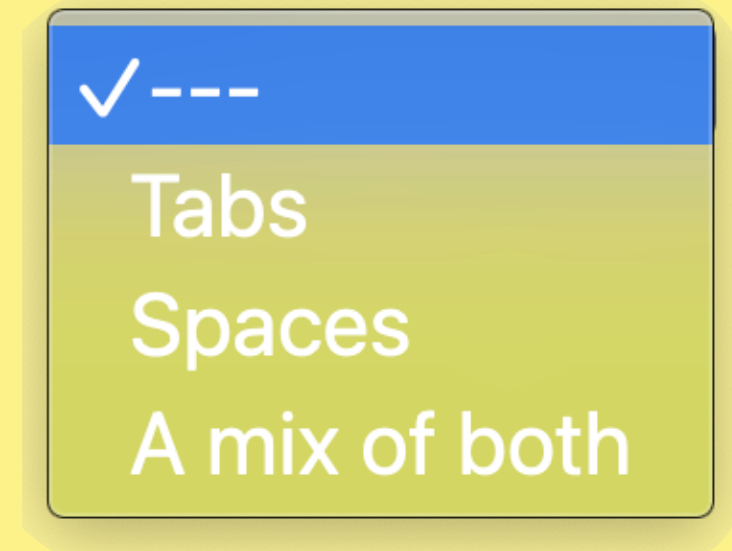 ✓---
Tabs
Spaces
A mix of both